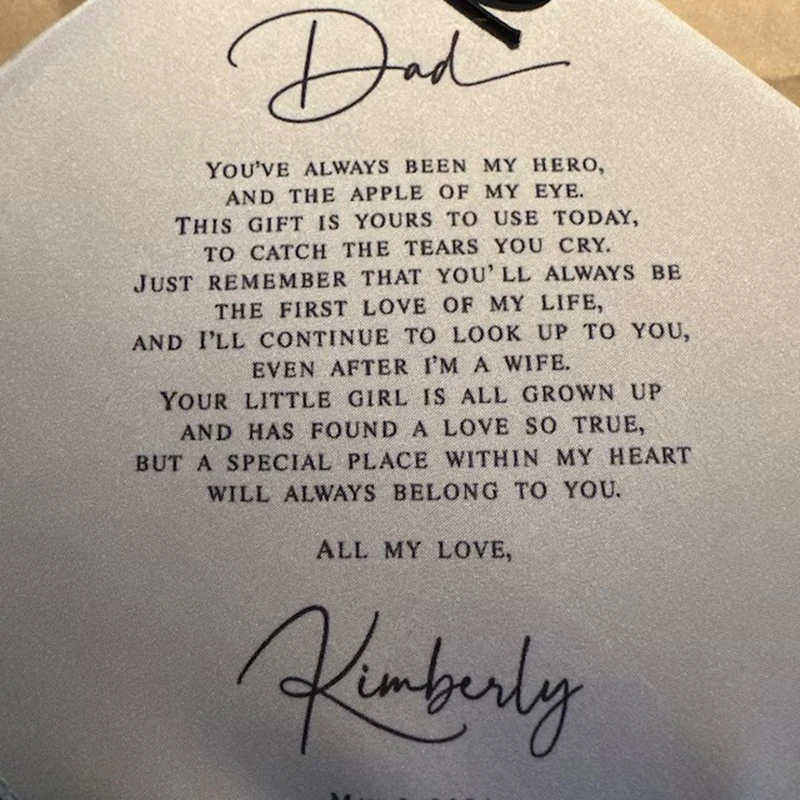 Dad
YOU'VE ALWAYS BEEN MY HERO,
AND THE APPLE OF MY EYE.
THIS GIFT IS YOURS TO USE TODAY,
TO CATCH THE TEARS YOU CRY.
JUST REMEMBER THAT YOU'LL ALWAYS BE
THE FIRST LOVE OF MY LIFE,
AND I'LL CONTINUE TO LOOK UP TO YOU,
EVEN AFTER I'M A WIFE.
YOUR LITTLE GIRL IS ALL GROWN UP
AND HAS FOUND A LOVE SO TRUE,
BUT A SPECIAL PLACE WITHIN MY HEART
WILL ALWAYS BELONG TO YOU.
ALL MY LOVE,
Kimberly